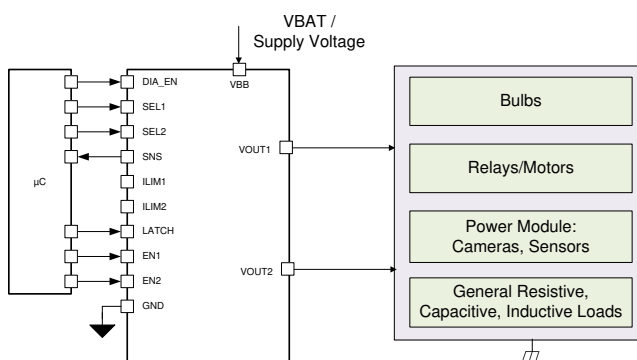 VBAT /
Supply Voltage
VBB
µC
DIA_EN
SEL1
SEL2
SNS
ILIM1
ILIM2
LATCH
EN1
EN2
GND
VOUT1
VOUT2
Bulbs
Relays/Motors
Power Module:
Cameras, Sensors
General Resistive,
Capacitive, Inductive Loads